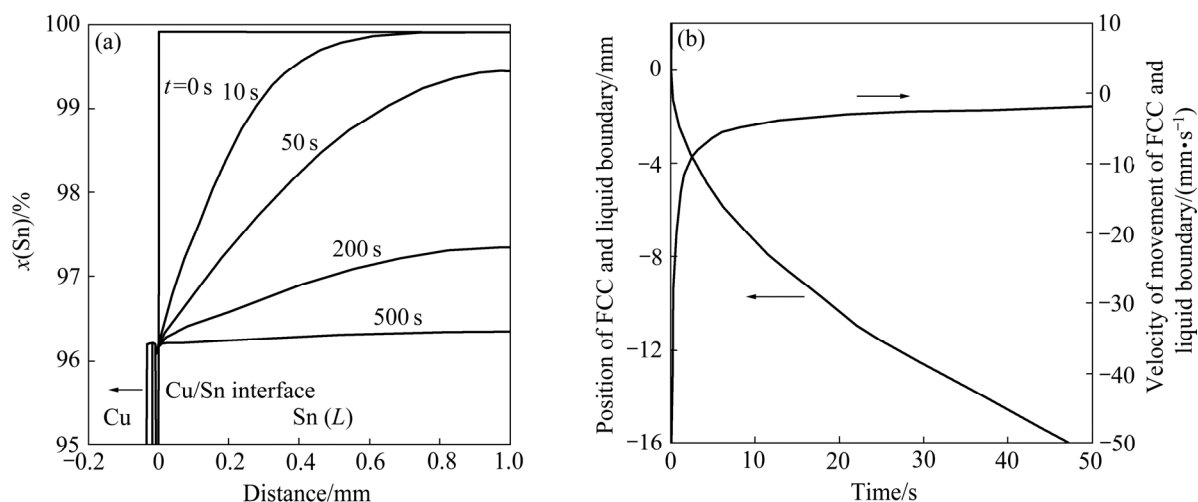 (a)
100
99
98
97
96
95
x(Sn)/%
t=0 s
10 s
50 s
200 s
500 s
Cu/Sn interface
Cu
Sn (L)
−0.2
0
0.2
0.4
0.6
0.8
1.0
Distance/mm
(b)
0
−4
−8
−12
−16
Position of FCC and liquid boundary/mm
10
0
−10
−20
−30
−40
−50
Velocity of movement of FCC and
liquid boundary/(mm•s⁻¹)
0
10
20
30
40
50
Time/s